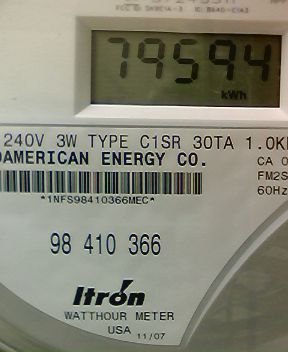 79594
kWh
240V 3W TYPE C1SR 30TA 1.0K
AMERICAN ENERGY CO.
CA 0
FM2S
60Hz
*1NFS98410366MEC*
98 410 366
Itrón
WATTHOUR METER
USA 11/07